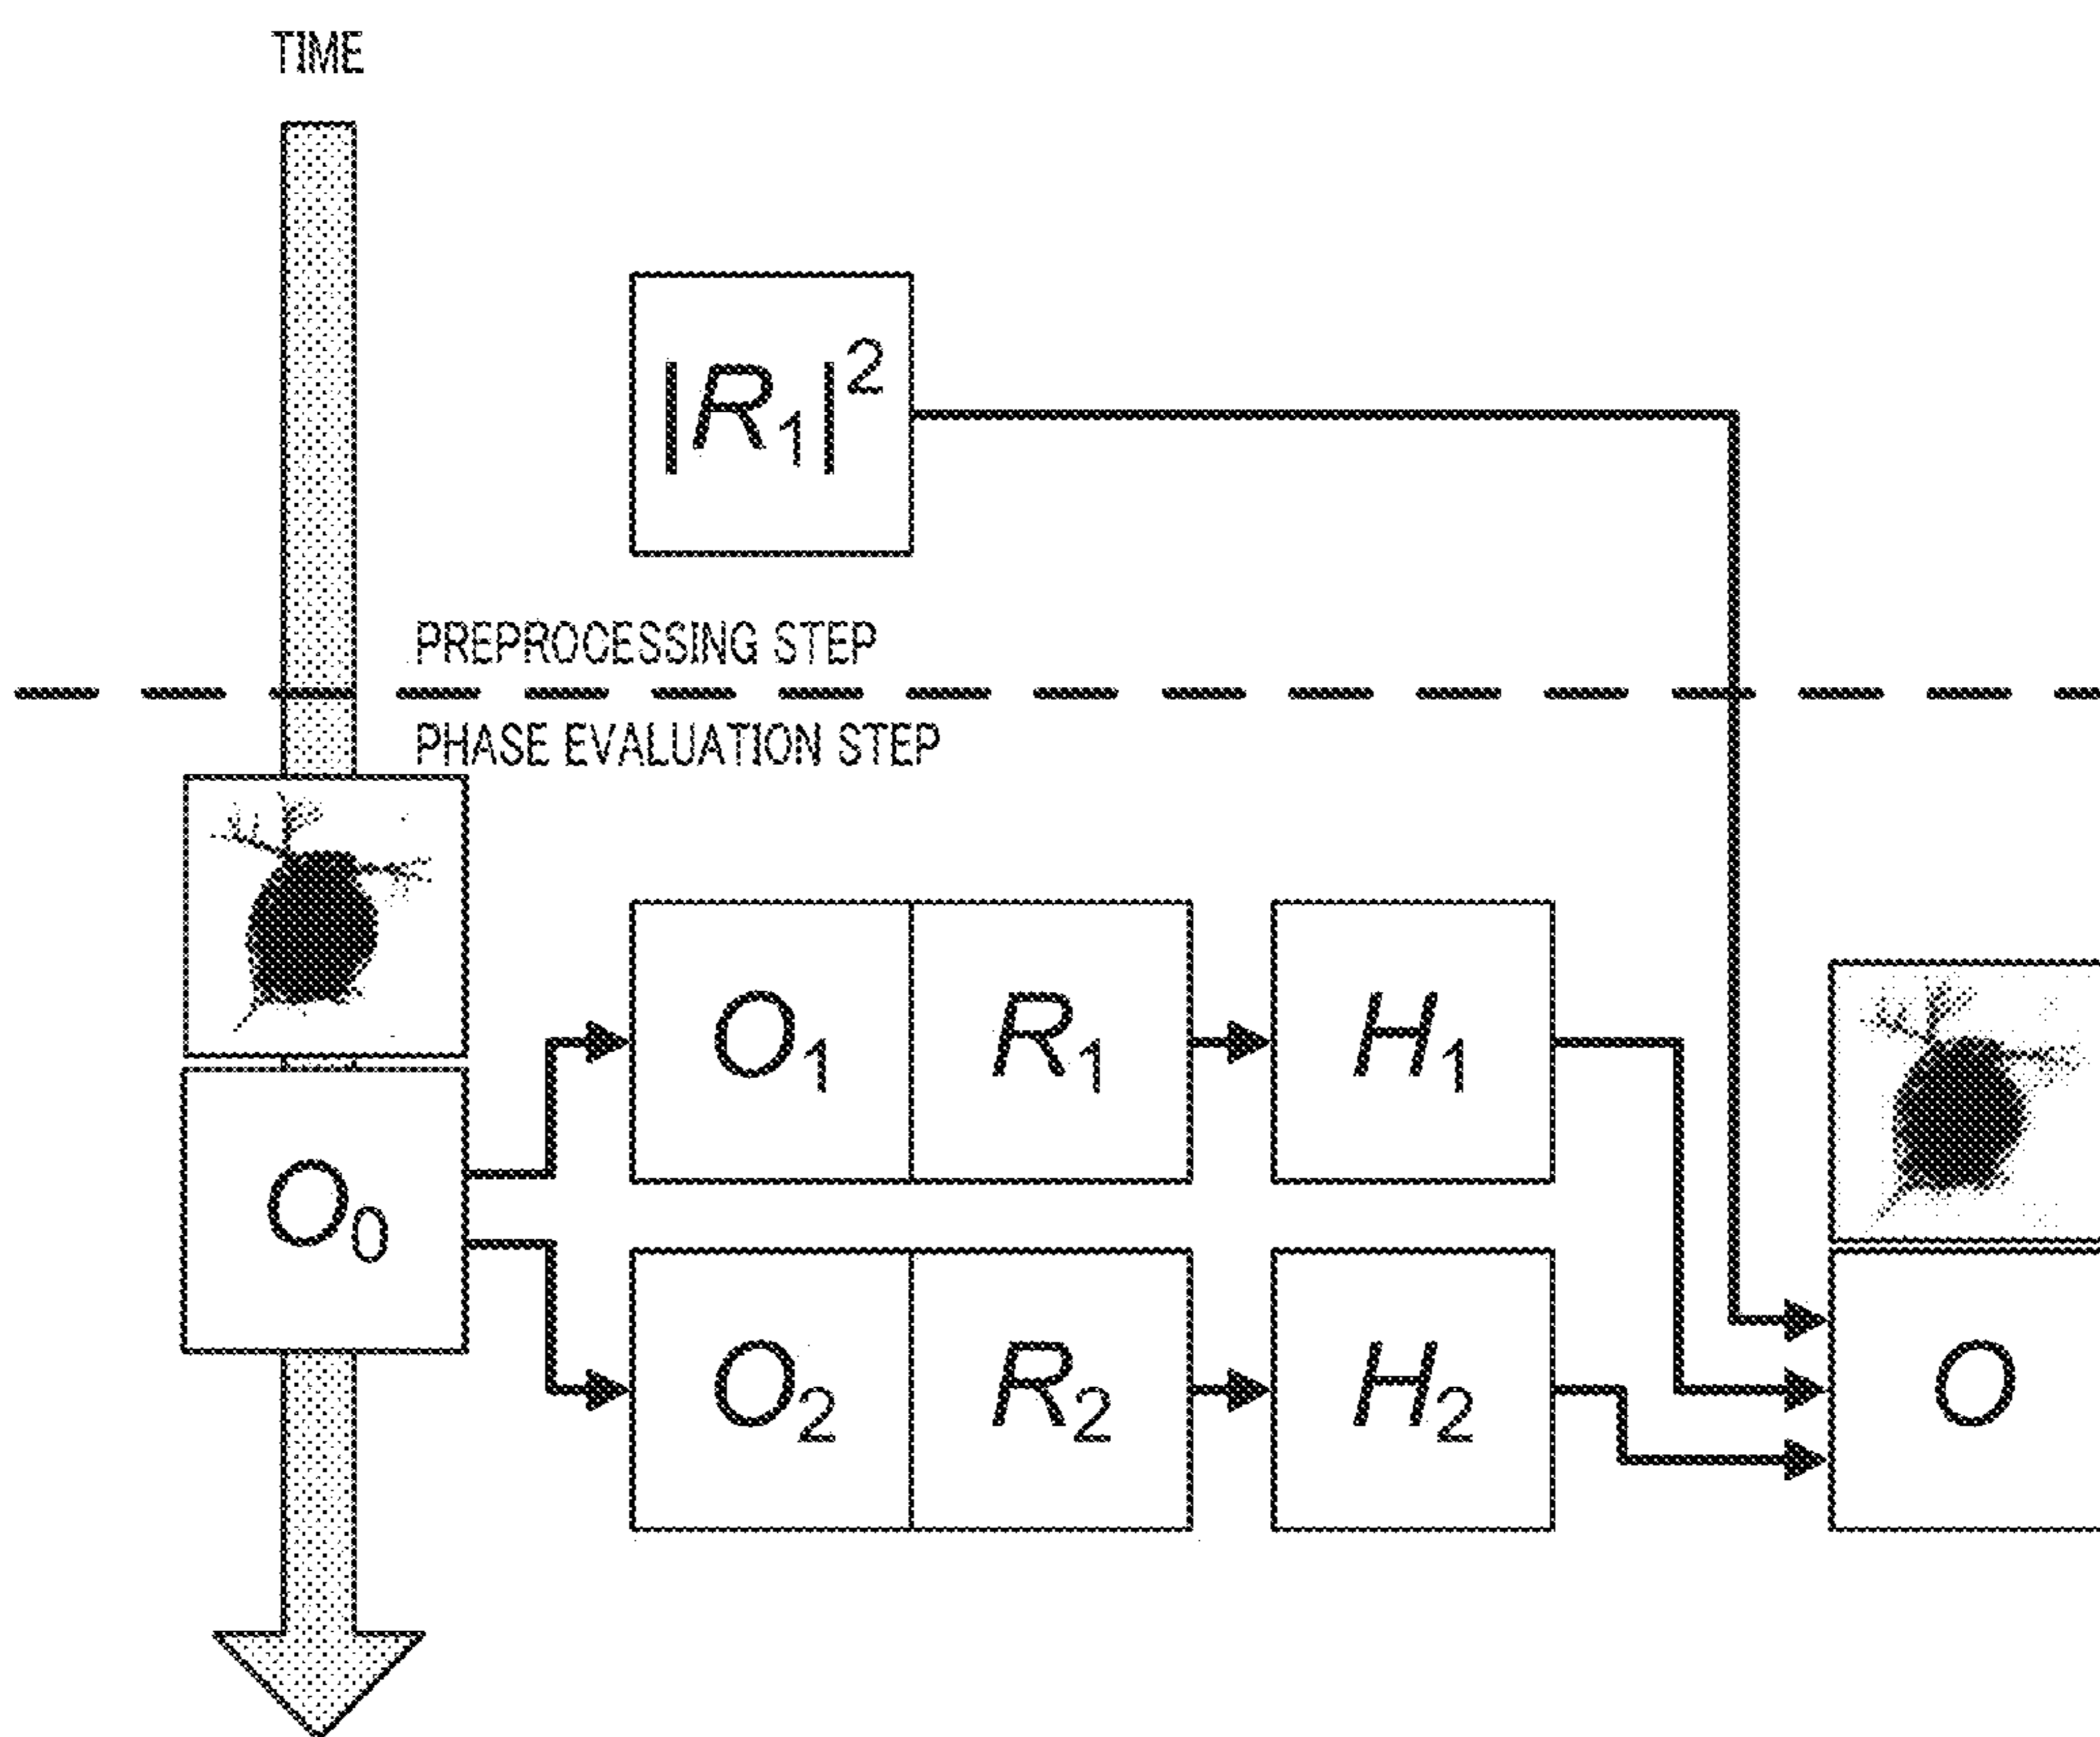 TIME
|R₁|²
PREPROCESSING STEP
PHASE EVALUATION STEP
O₁ R₁ H₁
O₀
O₂ R₂ H₂ O